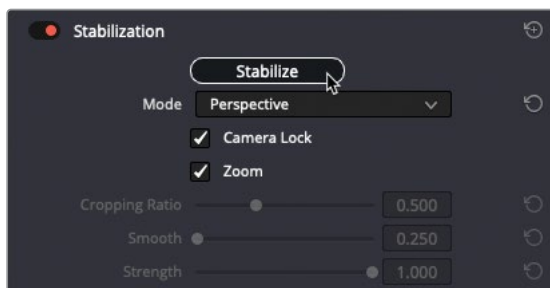 Stabilization
Stabilize
Mode Perspective
Camera Lock
Zoom
Cropping Ratio 0.500
Smooth 0.250
Strength 1.000